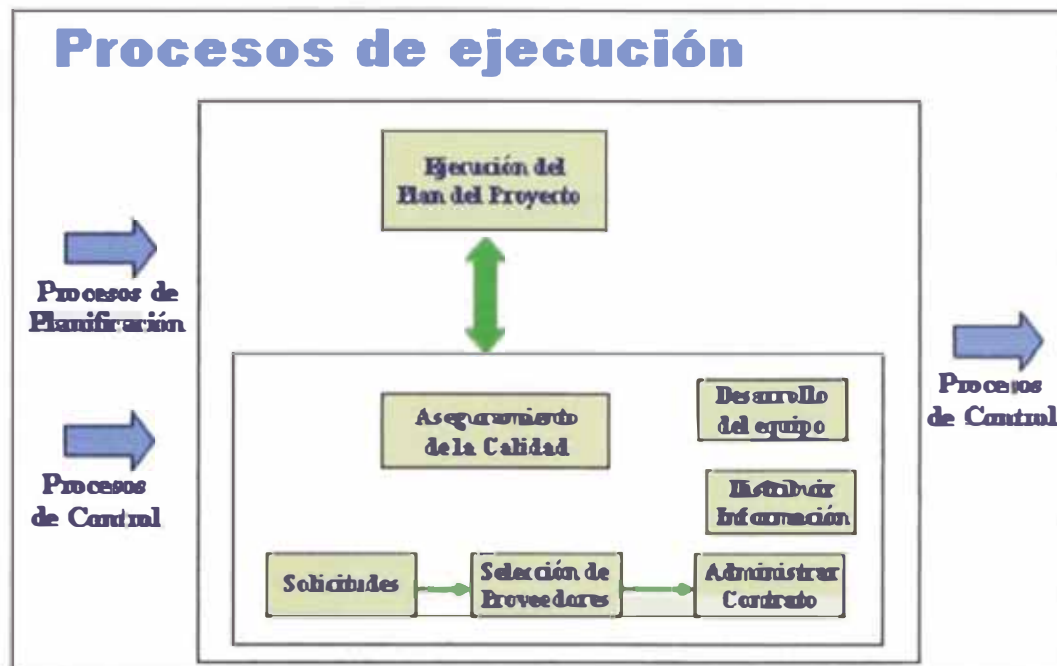 Procesos de ejecución
Ejecución del
Plan del Proyecto
Procesos de
Planificación
Procesos
de Control
Aseguramiento
de la Calidad
Desarrollo
del equipo
Distribuir
Información
Solicitudes
Selección de
Proveedores
Administrar
Contrato
Procesos
de Control